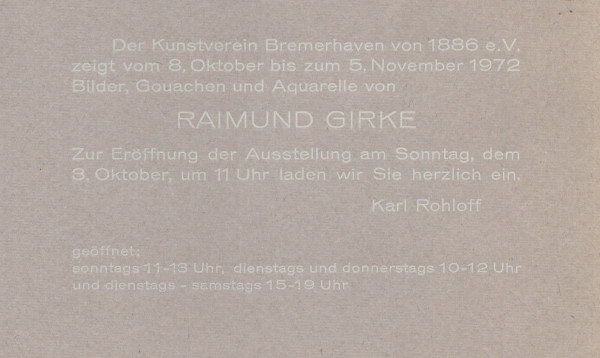 Der Kunstverein Bremerhaven von 1886 e.V.
zeigt vom 8. Oktober bis zum 5. November 1972
Bilder, Gouachen und Aquarelle von
RAIMUND GIRKE
Zur Eröffnung der Ausstellung am Sonntag, dem
3. Oktober, um 11 Uhr laden wir Sie herzlich ein.
Karl Rohloff
geöffnet:
sonntags 11-13 Uhr, dienstags und donnerstags 10-12 Uhr
und dienstags - samstags 15-19 Uhr